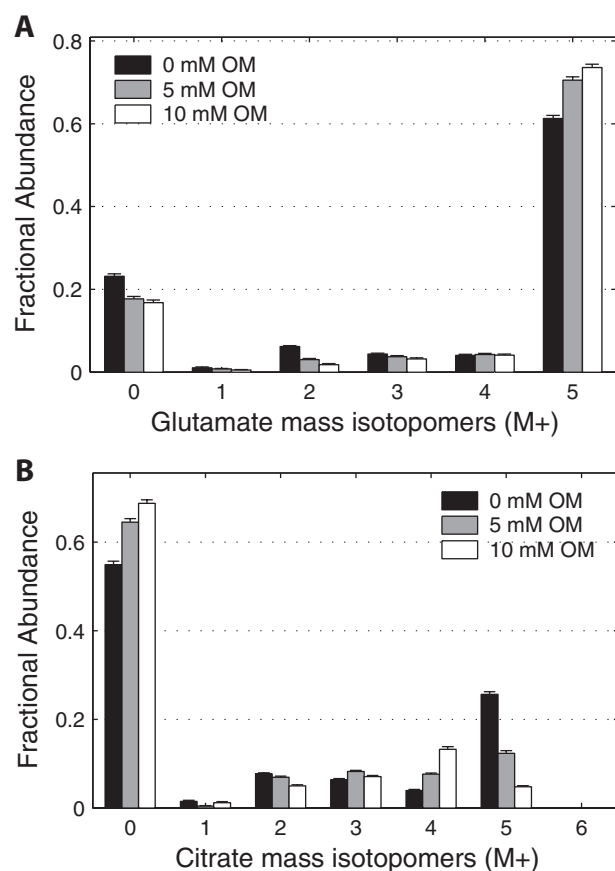 A
0.8
0.6
0.4
0.2
0
Fractional Abundance
0 mM OM
5 mM OM
10 mM OM
0 1 2 3 4 5
Glutamate mass isotopomers (M+)
B
0.6
0.4
0.2
0
Fractional Abundance
0 mM OM
5 mM OM
10 mM OM
0 1 2 3 4 5 6
Citrate mass isotopomers (M+)